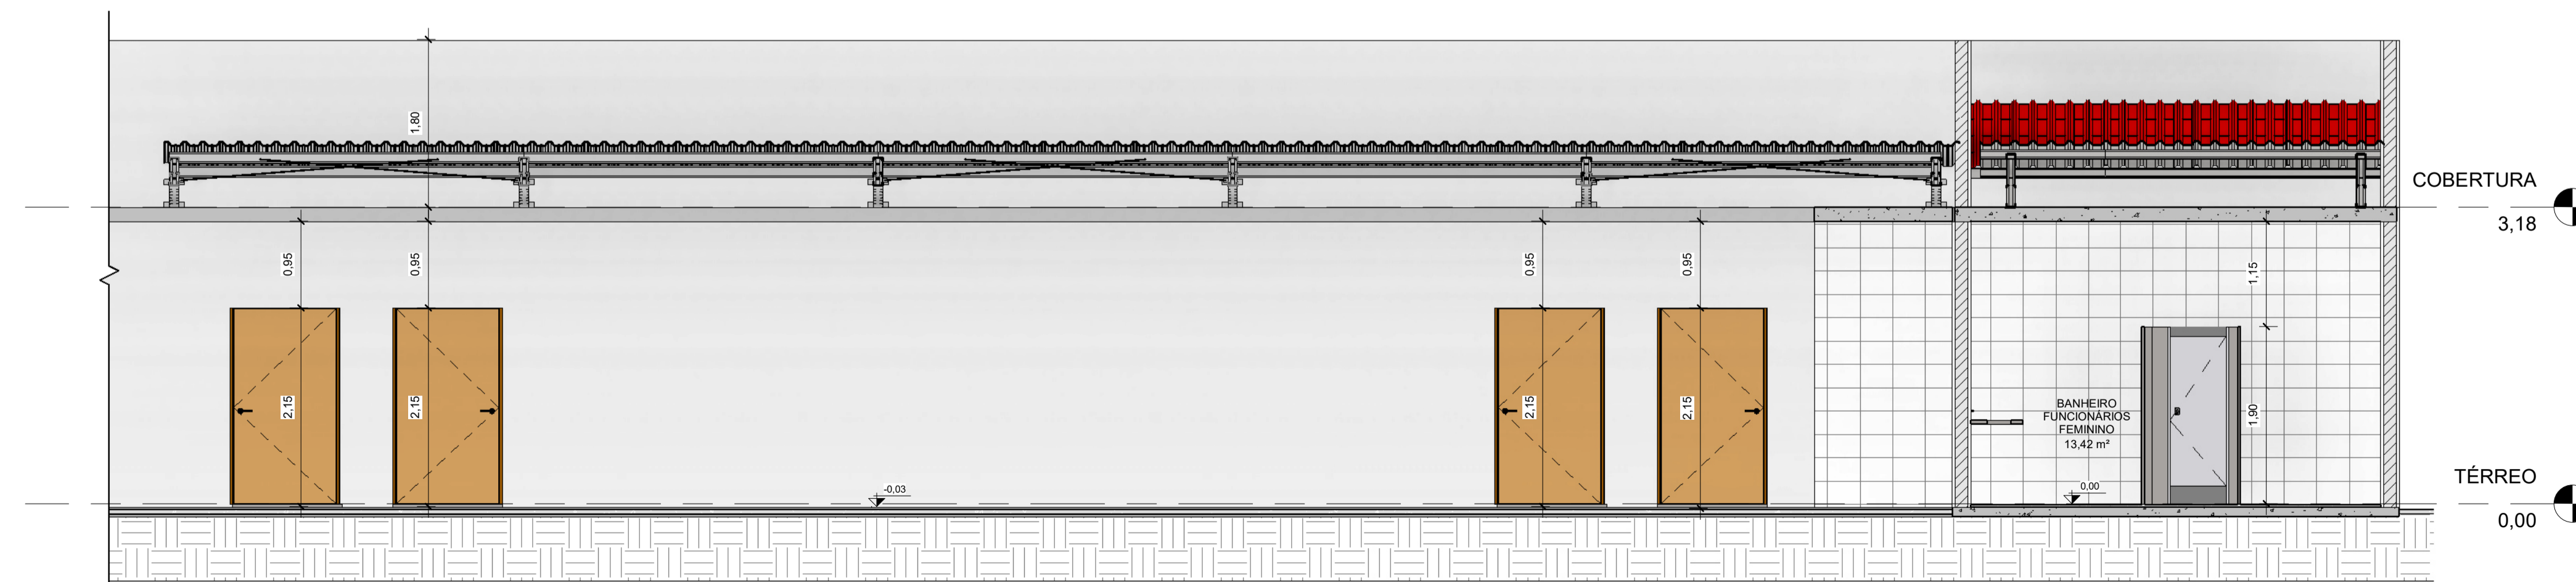 1,80
COBERTURA
3,18
0,95
0,95
0,95
0,95
1,15
2,15
2,15
2,15
2,15
BANHEIRO
FUNCIONÁRIOS
FEMININO
13,42 m²
1,90
TÉRREO
0,00
-0,03
0,00